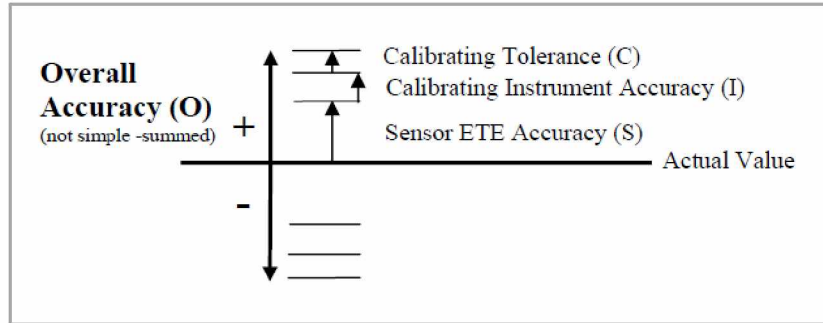 Overall
Accuracy (O)
(not simple -summed)
+
-
Calibrating Tolerance (C)
Calibrating Instrument Accuracy (I)
Sensor ETE Accuracy (S)
Actual Value